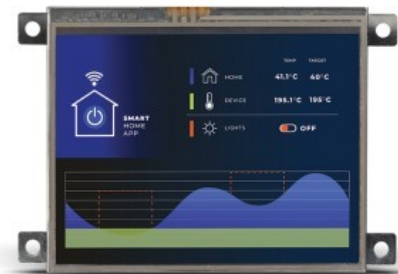 TEMP TARGET
HOME 41.1°C 40°C
DEVICE 195.1°C 195°C
SMART
HOME
APP
LIGHTS OFF